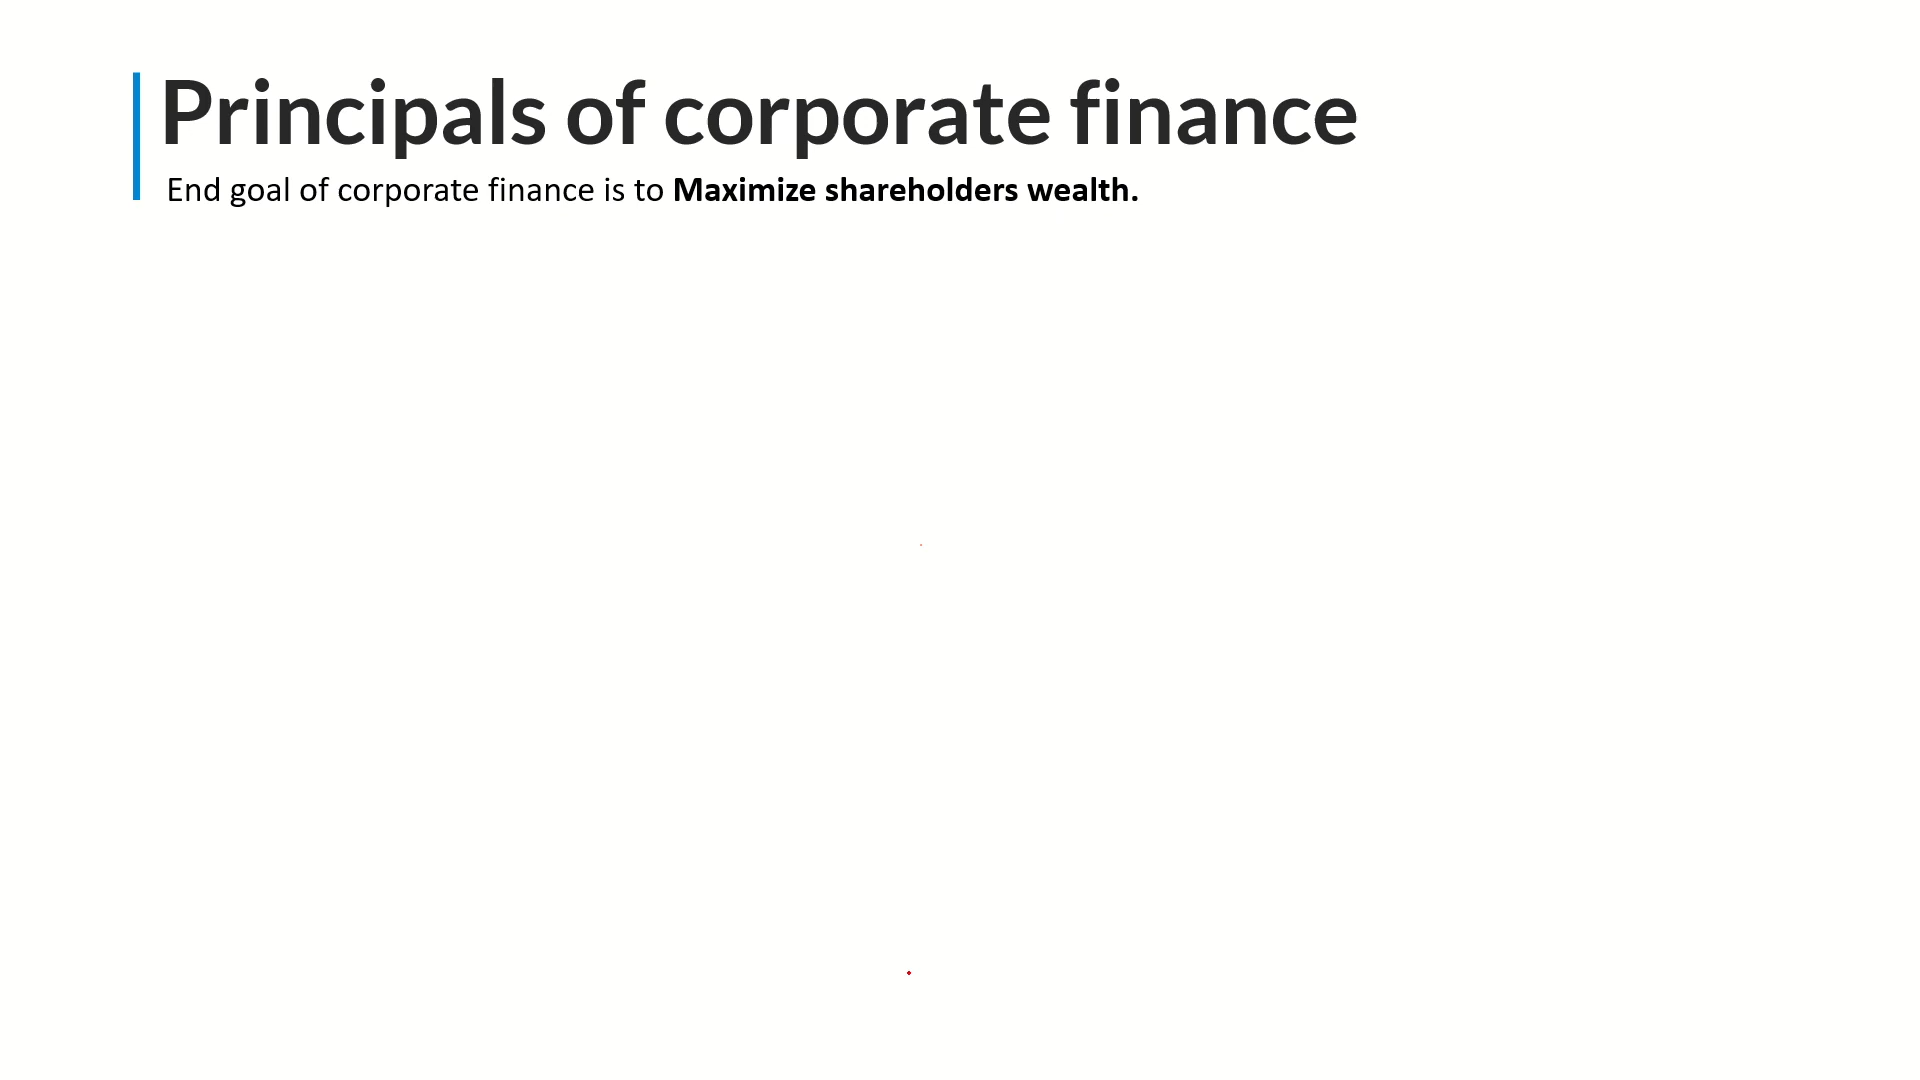 Principals of corporate finance
End goal of corporate finance is to Maximize shareholders wealth.